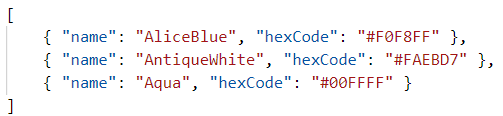 [
    { "name": "AliceBlue", "hexCode": "#F0F8FF" },
    { "name": "AntiqueWhite", "hexCode": "#FAEBD7" },
    { "name": "Aqua", "hexCode": "#00FFFF" }
]